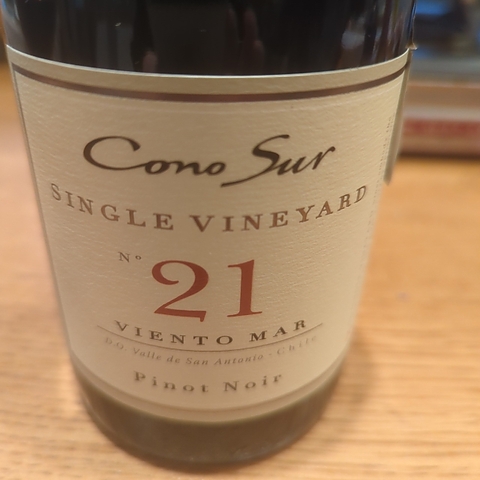 Cono Sur
SINGLE VINEYARD
Nº 21
VIENTO MAR
D.O. Valle de San Antonio - Chile
Pinot Noir